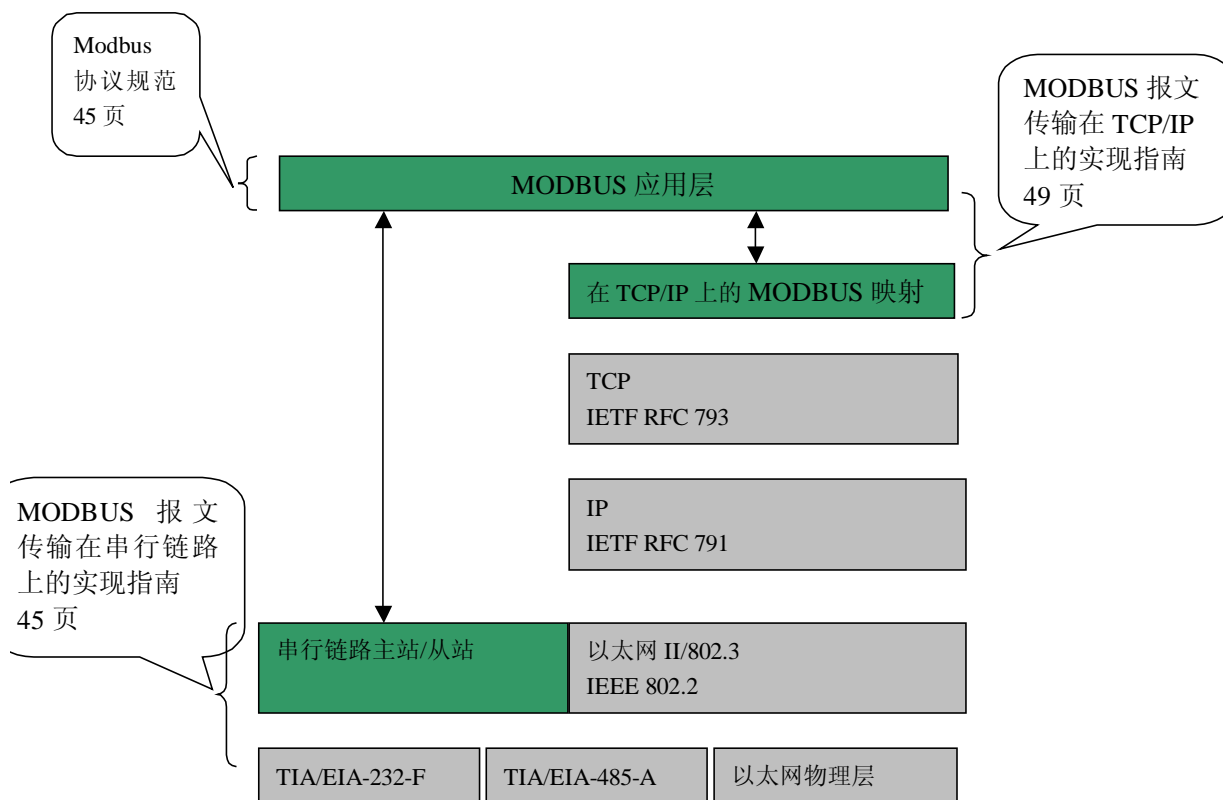 Modbus
协议规范
45 页
MODBUS 报文
传输在 TCP/IP
上的实现指南
49 页
MODBUS 应用层
在 TCP/IP 上的 MODBUS 映射
TCP
IETF RFC 793
IP
IETF RFC 791
MODBUS 报 文
传输在串行链路
上的实现指南
45 页
串行链路主站/从站
以太网 II/802.3
IEEE 802.2
TIA/EIA-232-F
TIA/EIA-485-A
以太网物理层